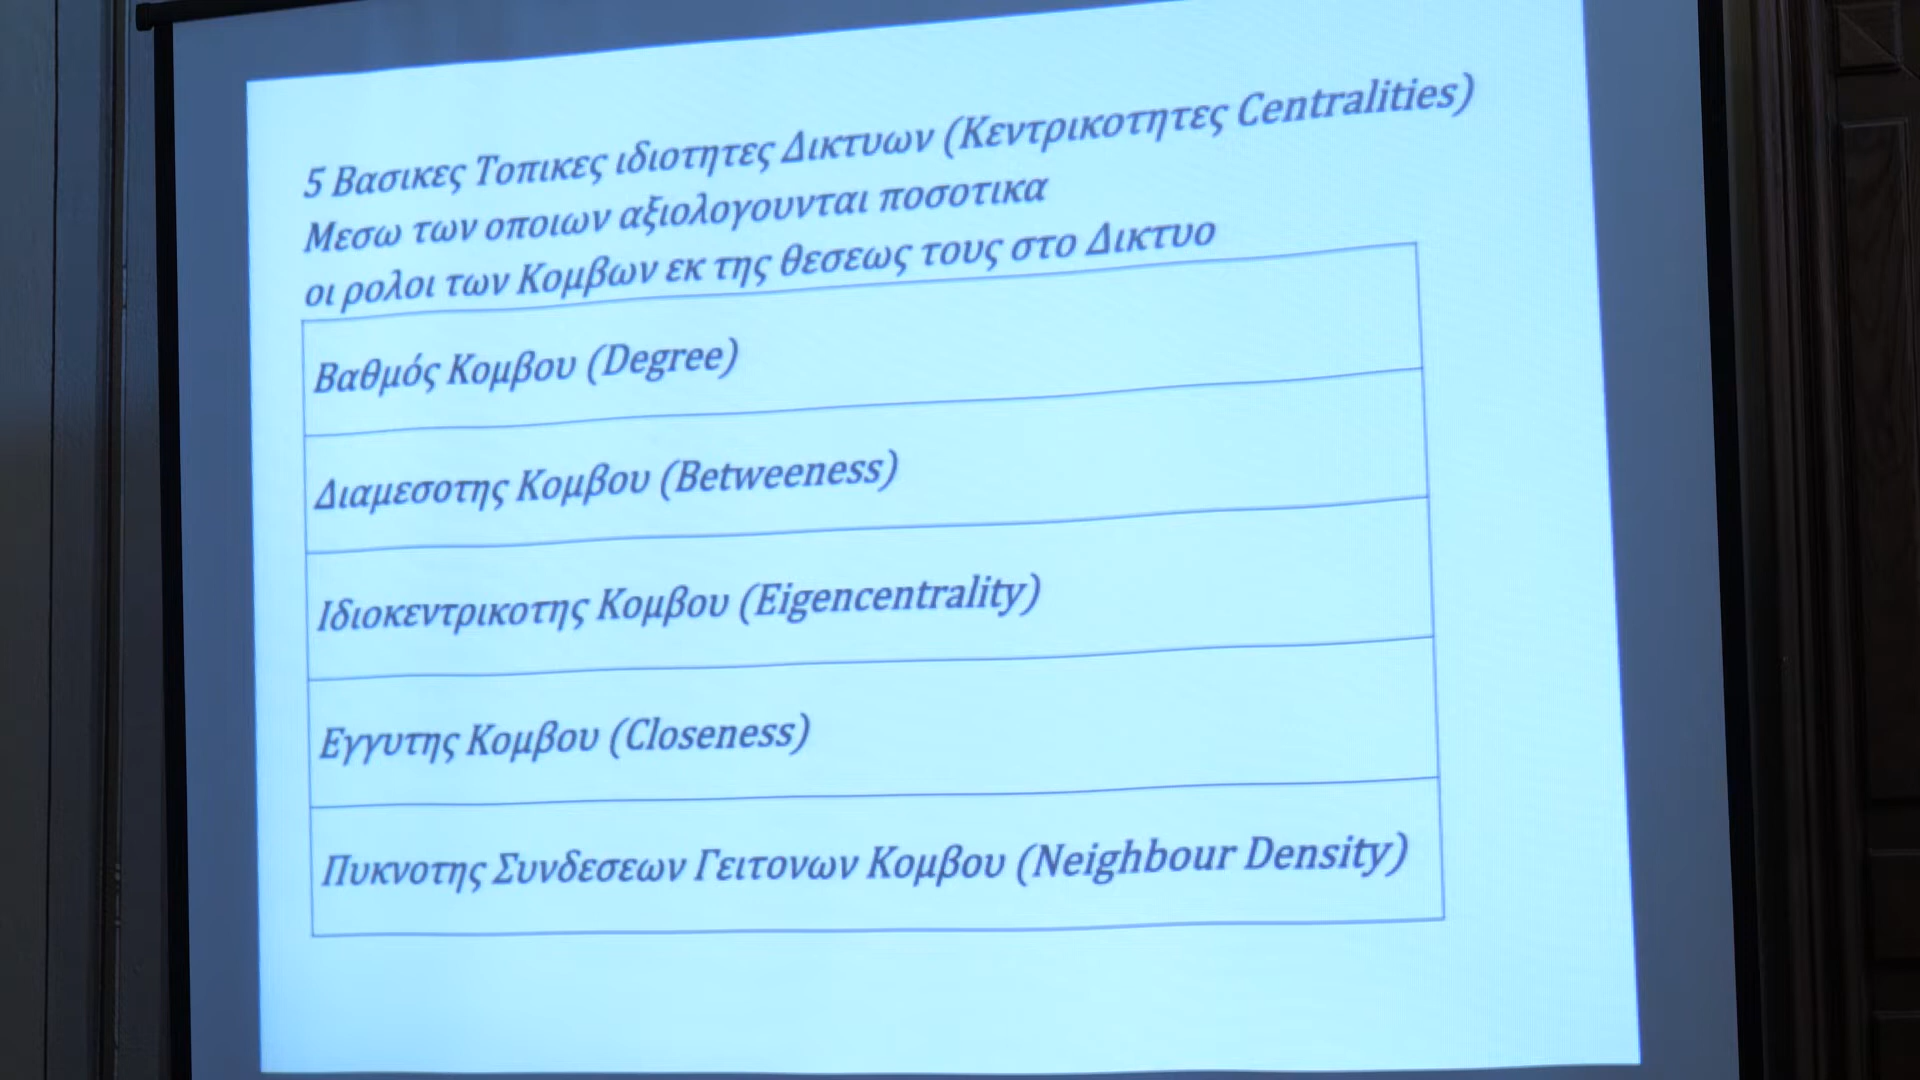 5 Βασικες Τοπικες ιδιοτητες Δικτυων (Κεντρικοτητες Centralities)
Μεσω των οποιων αξιολογουνται ποσοτικα
οι ρολοι των Κομβων εκ της θεσεως τους στο Δικτυο
Βαθμός Κομβου (Degree)
Διαμεσοτης Κομβου (Betweeness)
Ιδιοκεντρικοτης Κομβου (Eigencentrality)
Εγγυτης Κομβου (Closeness)
Πυκνοτης Συνδεσεων Γειτονων Κομβου (Neighbour Density)